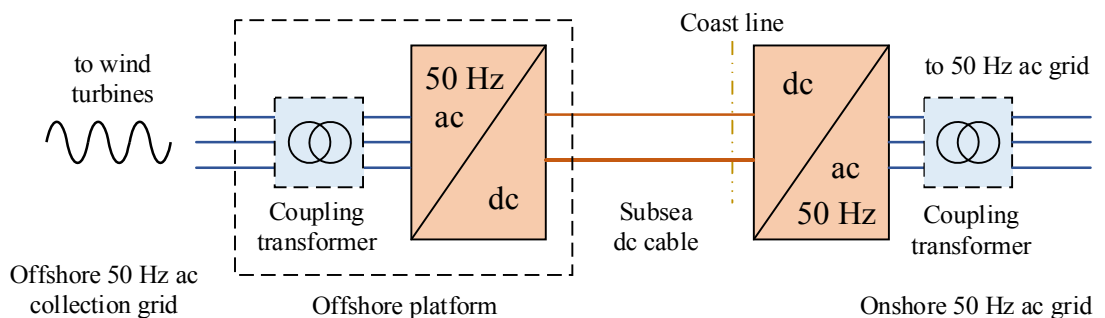 to wind
turbines
Coupling
transformer
50 Hz
ac
dc
Coast line
Subsea
dc cable
dc
ac
50 Hz
to 50 Hz ac grid
Coupling
transformer
Offshore 50 Hz ac
collection grid
Offshore platform
Onshore 50 Hz ac grid